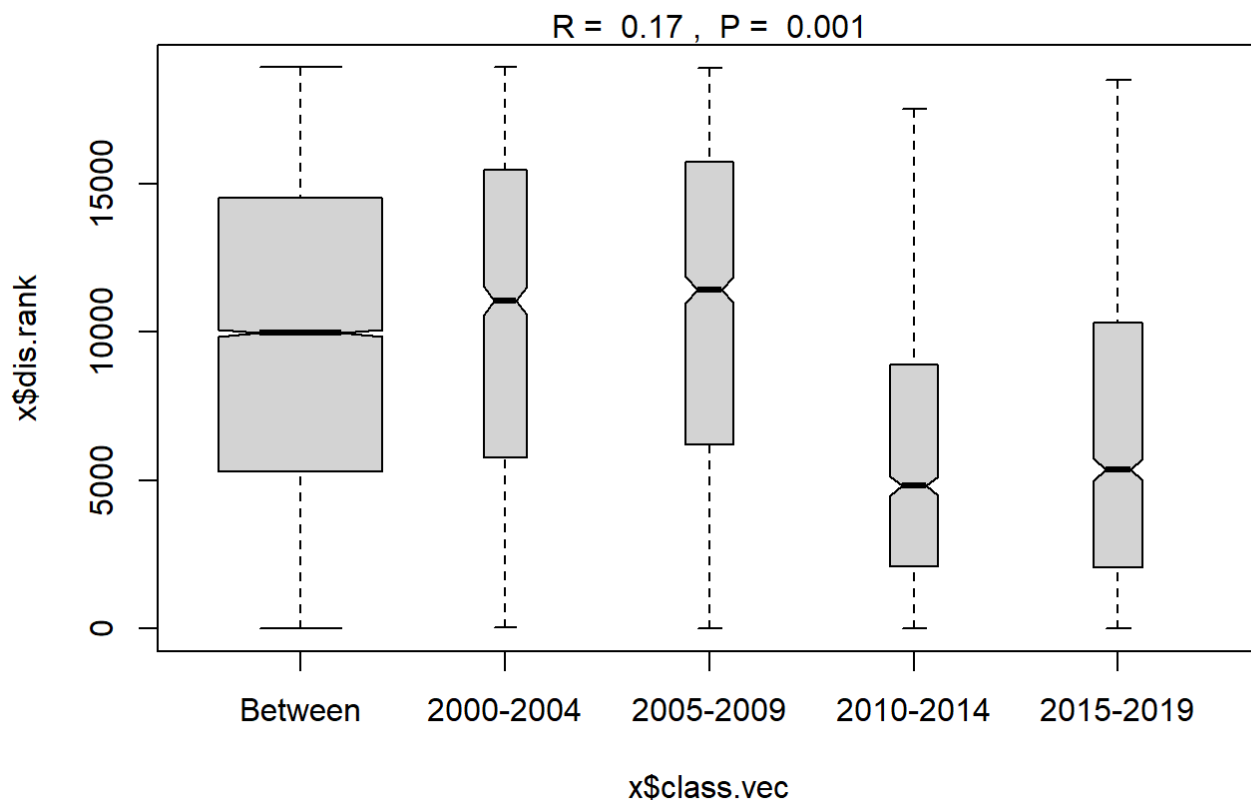 R =  0.17 ,  P =  0.001
x$dis.rank
15000
10000
5000
0
Between
2000-2004
2005-2009
2010-2014
2015-2019
x$class.vec